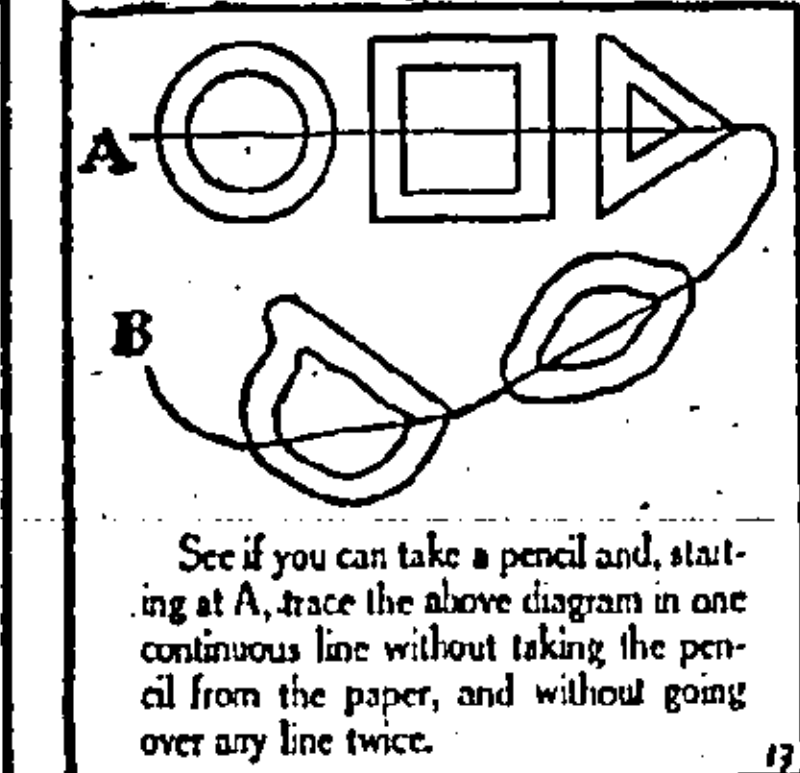 A
B
See if you can take a pencil and, start-
ing at A, trace the above diagram in one
continuous line without taking the pen-
cil from the paper, and without going
over any line twice.
13